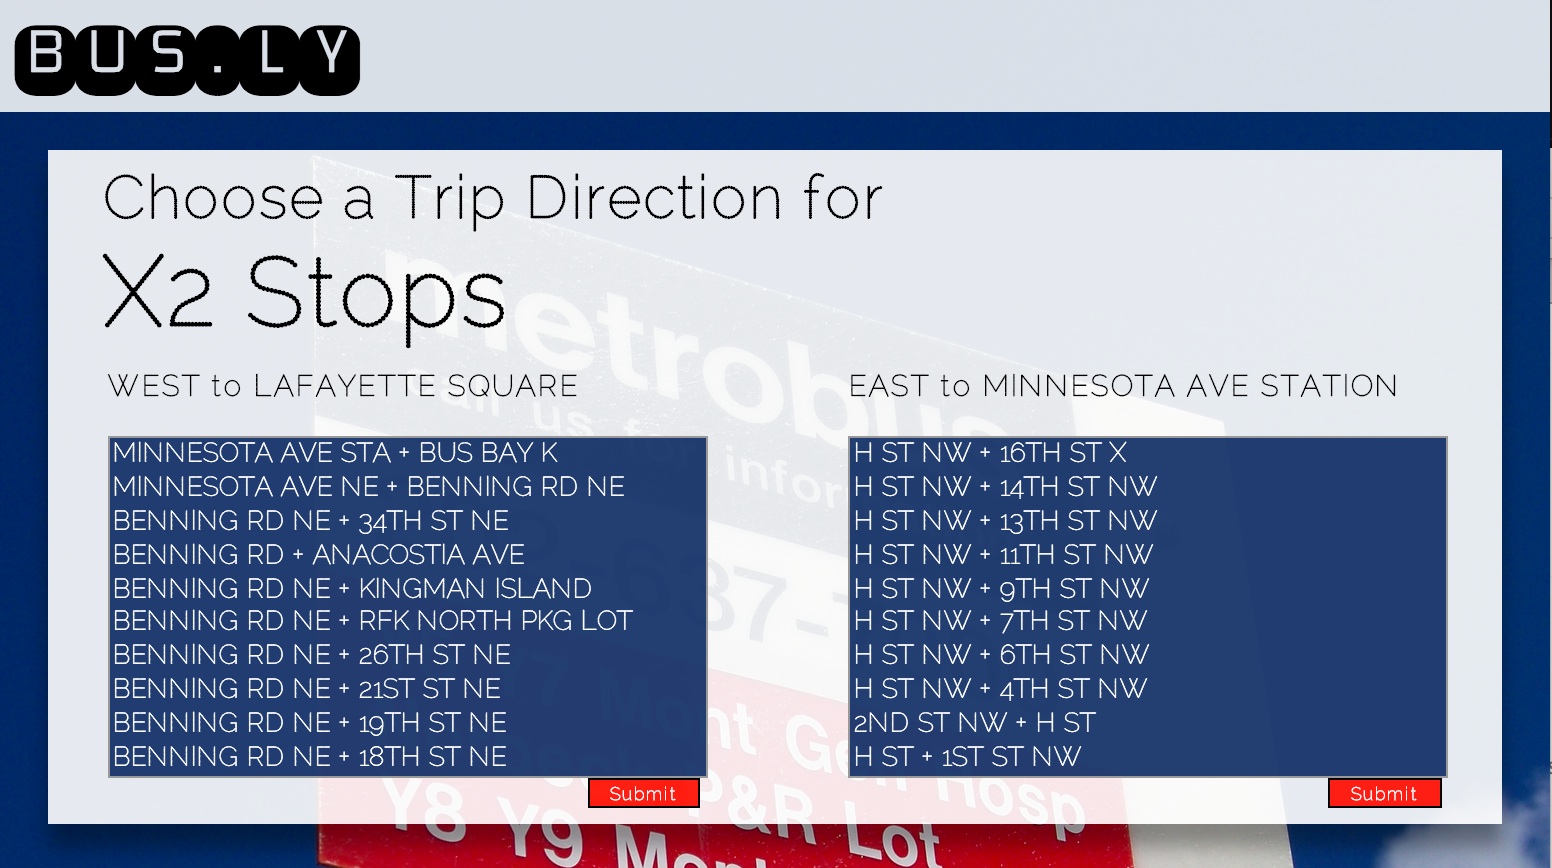 BUS.LY
Choose a Trip Direction for
X2 Stops
WEST to LAFAYETTE SQUARE
MINNESOTA AVE STA + BUS BAY K
MINNESOTA AVE NE + BENNING RD NE
BENNING RD NE + 34TH ST NE
BENNING RD + ANACOSTIA AVE
BENNING RD NE + KINGMAN ISLAND
BENNING RD NE + RFK NORTH PKG LOT
BENNING RD NE + 26TH ST NE
BENNING RD NE + 21ST ST NE
BENNING RD NE + 19TH ST NE
BENNING RD NE + 18TH ST NE
Submit
EAST to MINNESOTA AVE STATION
H ST NW + 16TH ST X
H ST NW + 14TH ST NW
H ST NW + 13TH ST NW
H ST NW + 11TH ST NW
H ST NW + 9TH ST NW
H ST NW + 7TH ST NW
H ST NW + 6TH ST NW
H ST NW + 4TH ST NW
2ND ST NW + H ST
H ST + 1ST ST NW
Submit
metrobus
us for infor
637-
Hosp
P&R Lot
Y8 Y9